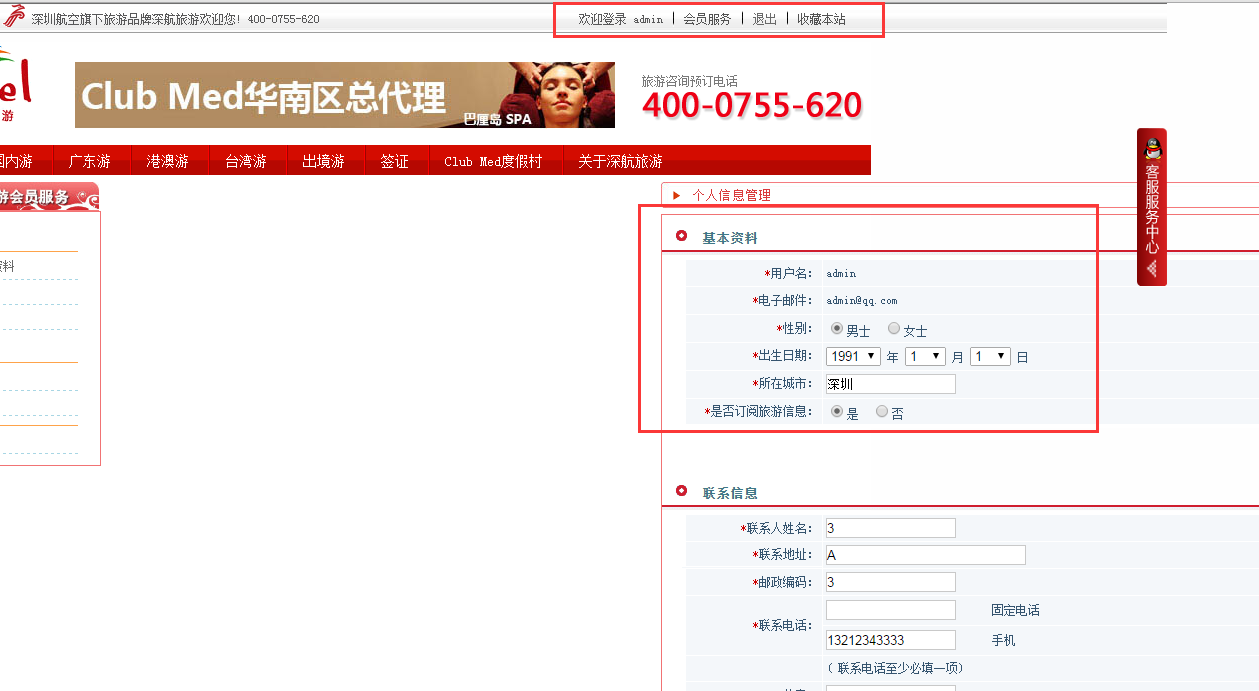 深圳航空旗下旅游品牌深航旅游欢迎您! 400-0755-620
欢迎登录 admin | 会员服务 | 退出 | 收藏本站
el
游
Club Med华南区总代理
巴厘岛 SPA
旅游咨询预订电话
400-0755-620
国内游 广东游 港澳游 台湾游 出境游 签证 Club Med度假村 关于深航旅游
客服服务中心
游会员服务
资料
个人信息管理
基本资料
*用户名: admin
*电子邮件: admin@qq.com
*性别: 男士 女士
*出生日期: 1991 年 1 月 1 日
*所在城市: 深圳
*是否订阅旅游信息: 是 否
联系信息
*联系人姓名: 3
*联系地址: A
*邮政编码: 3
固定电话
*联系电话:
13212343333 手机
( 联系电话至少必填一项)